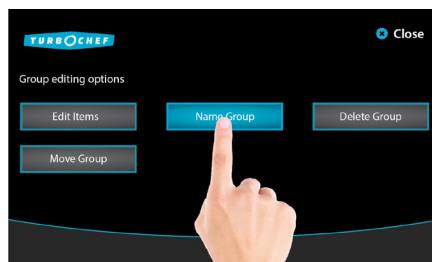 TURBOCHEF
Close
Group editing options
Edit Items
Name Group
Delete Group
Move Group